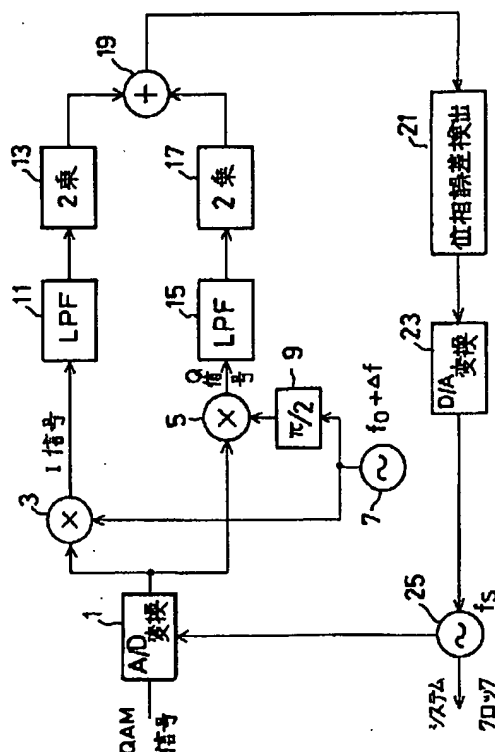 QAM
信号
1
A/D
変換
3
×
I 信号
11
LPF
13
2乗
19
+
5
×
Q
信号
15
LPF
17
2乗
9
π/2
7
f0+Δf
21
位相誤差検出
23
D/A
変換
25
fs
システム
クロック